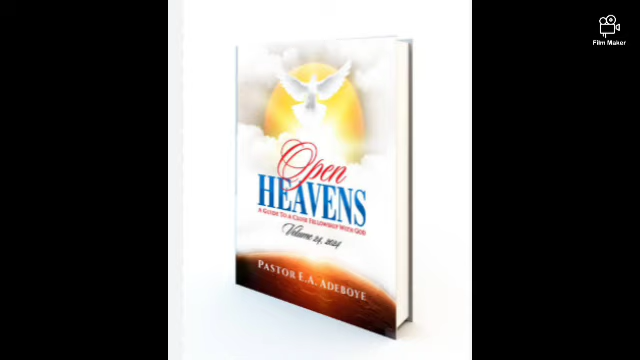 Film Maker
Open
HEAVENS
A GUIDE TO A CLOSE FELLOWSHIP WITH GOD
Volume 24, 2024
PASTOR E.A. ADEBOYE